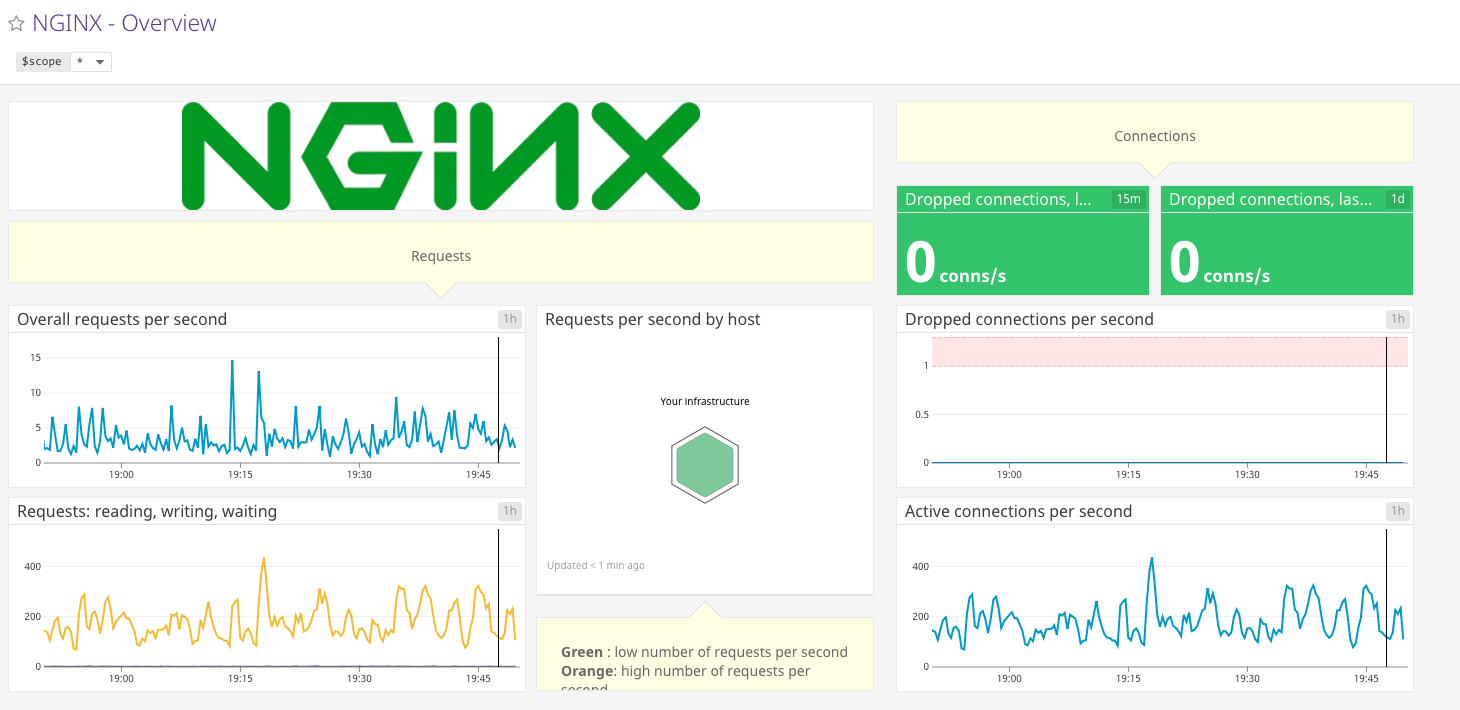 NGINX - Overview
$scope *
NGiNX
Requests
Overall requests per second 1h
15
10
5
0
19:00 19:15 19:30 19:45
Requests: reading, writing, waiting 1h
400
200
0
19:00 19:15 19:30 19:45
Requests per second by host
Your infrastructure
Updated < 1 min ago
Green : low number of requests per second
Orange: high number of requests per
second
Connections
Dropped connections, l... 15m
0 conns/s
Dropped connections, las... 1d
0 conns/s
Dropped connections per second 1h
1
0.5
0
19:00 19:15 19:30 19:45
Active connections per second 1h
400
200
0
19:00 19:15 19:30 19:45